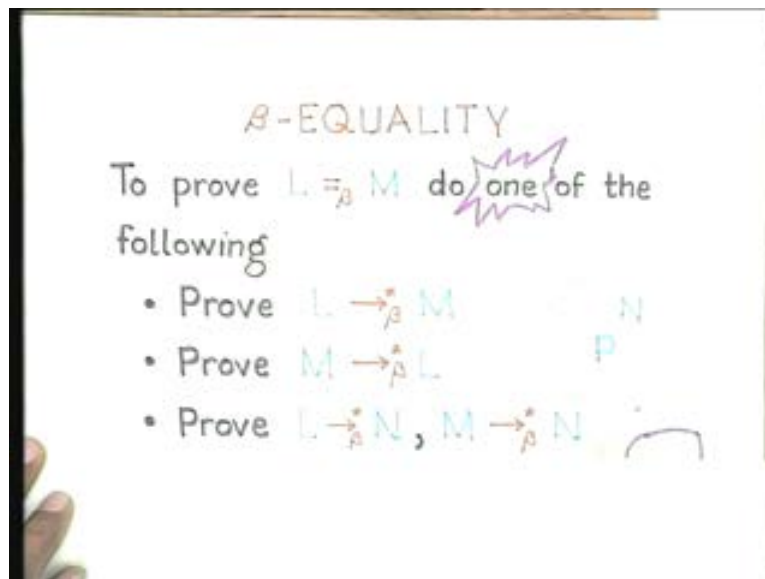 β-EQUALITY
To prove L =β M do one of the
following
• Prove L →*β M
N
• Prove M →*β L
P
• Prove L →*β N, M →*β N